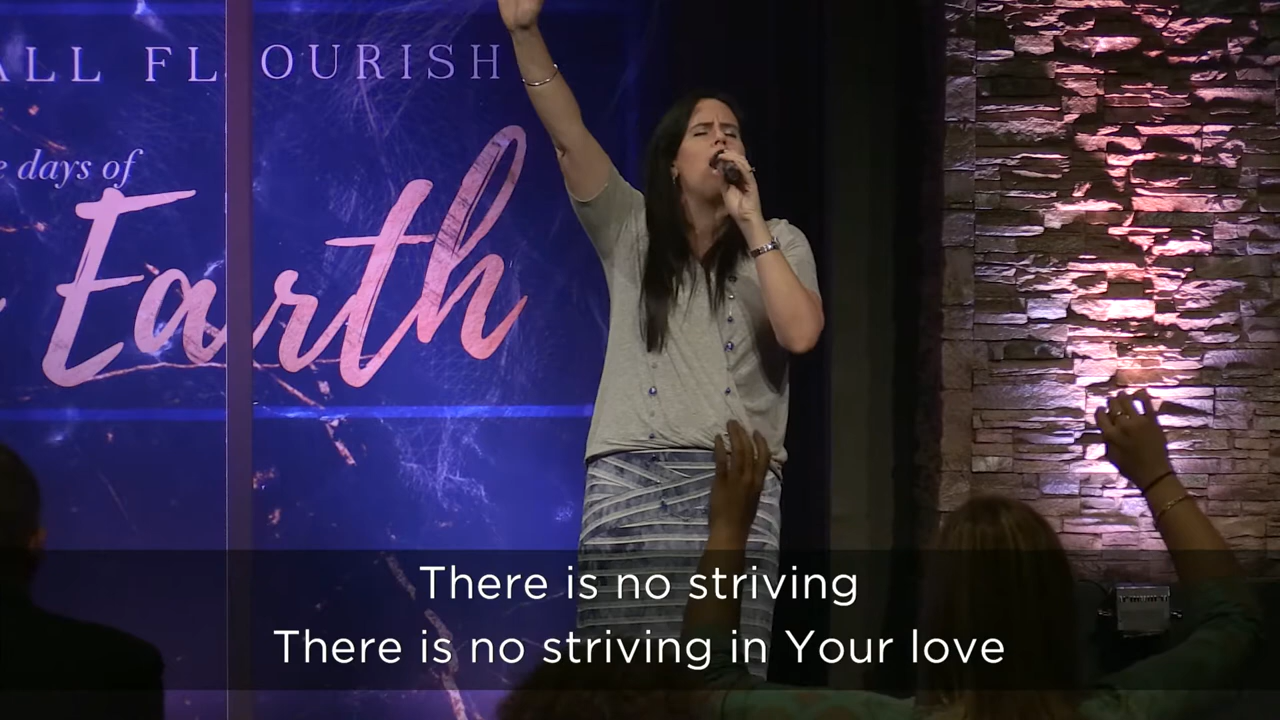 ALL FLOURISH
days of
Earth
There is no striving
There is no striving in Your love